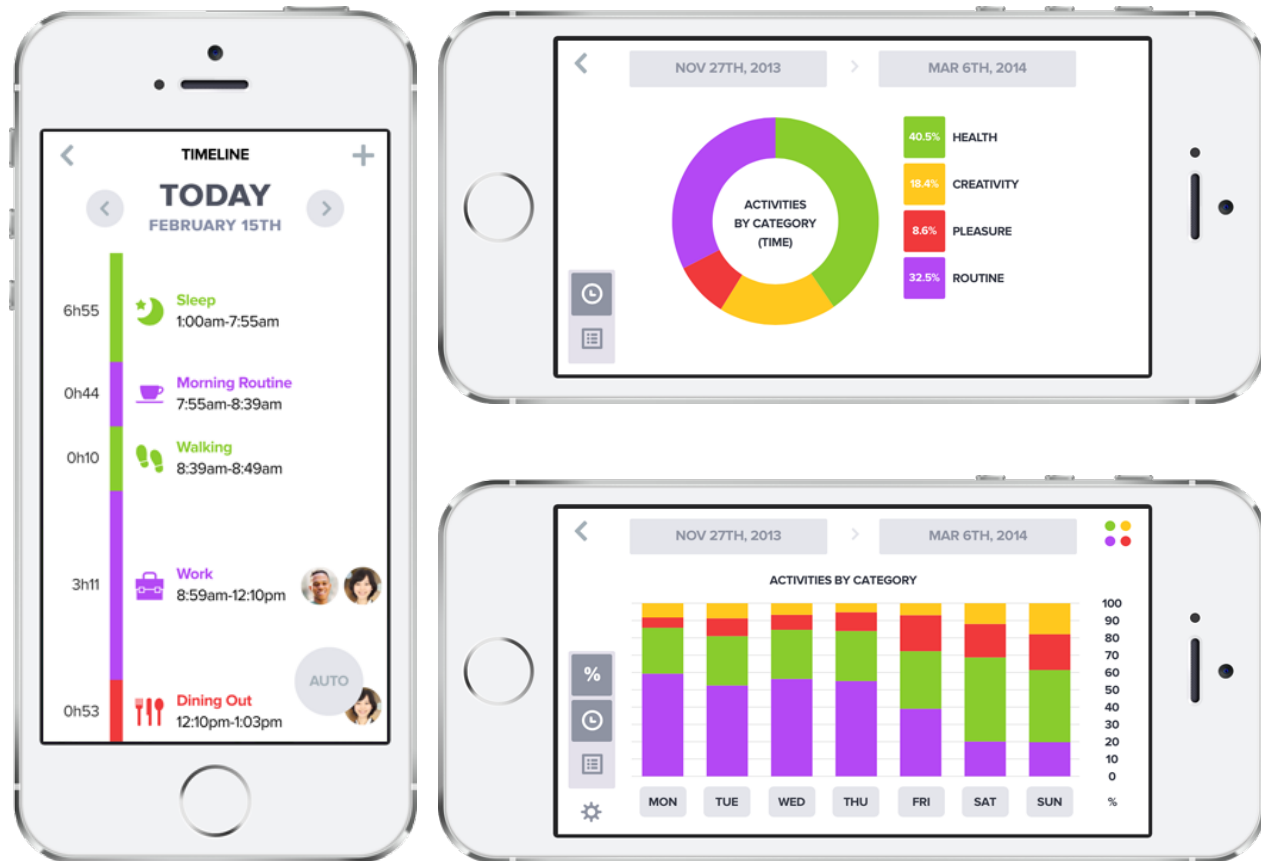 TIMELINE
TODAY
FEBRUARY 15TH
6h55
Sleep
1:00am-7:55am
0h44
Morning Routine
7:55am-8:39am
0h10
Walking
8:39am-8:49am
3h11
Work
8:59am-12:10pm
AUTO
0h53
Dining Out
12:10pm-1:03pm
NOV 27TH, 2013
MAR 6TH, 2014
ACTIVITIES
BY CATEGORY
(TIME)
40.5% HEALTH
18.4% CREATIVITY
8.6% PLEASURE
32.5% ROUTINE
NOV 27TH, 2013
MAR 6TH, 2014
ACTIVITIES BY CATEGORY
100
90
80
70
60
50
40
30
20
10
0
%
MON TUE WED THU FRI SAT SUN %